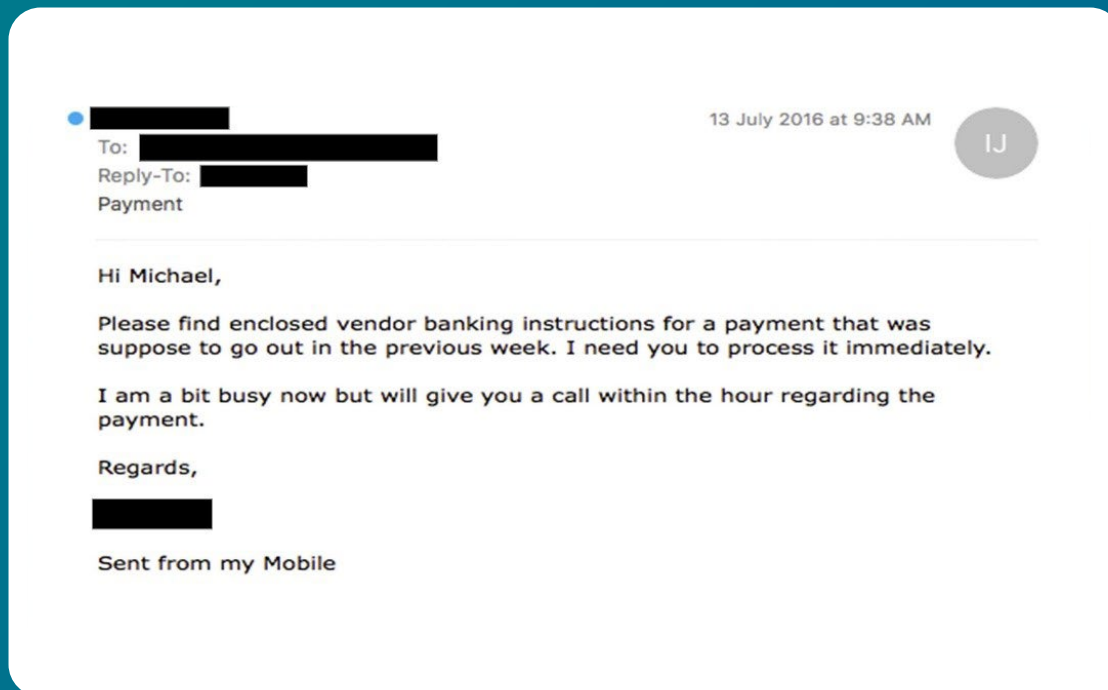 13 July 2016 at 9:38 AM
IJ
To:
Reply-To:
Payment
Hi Michael,
Please find enclosed vendor banking instructions for a payment that was
suppose to go out in the previous week. I need you to process it immediately.
I am a bit busy now but will give you a call within the hour regarding the
payment.
Regards,
Sent from my Mobile